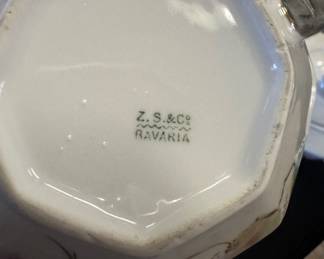 Z. S. & Cº
BAVARIA